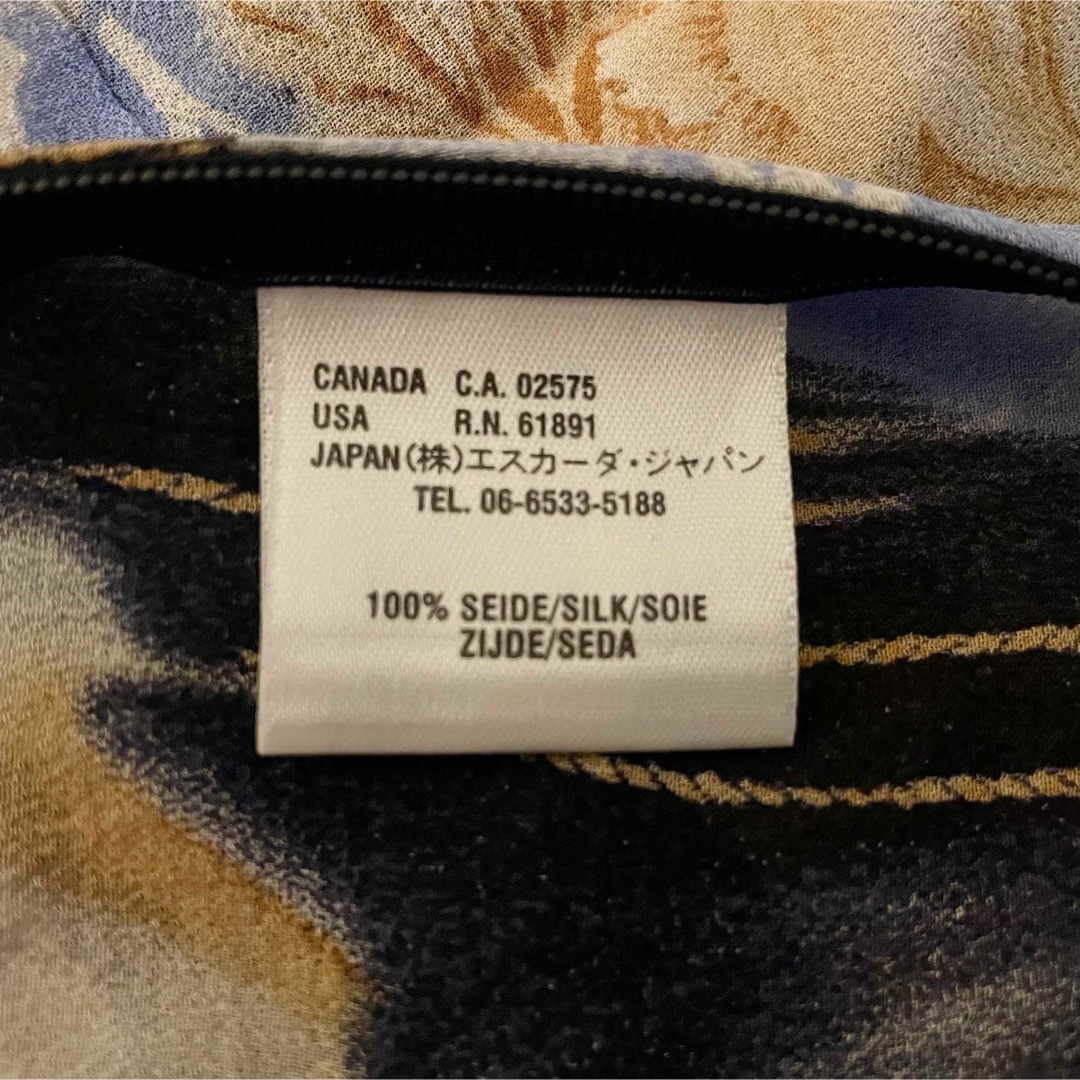 CANADA C.A. 02575
USA R.N. 61891
JAPAN(株)エスカーダ・ジャパン
TEL. 06-6533-5188
100% SEIDE/SILK/SOIE
ZIJDE/SEDA